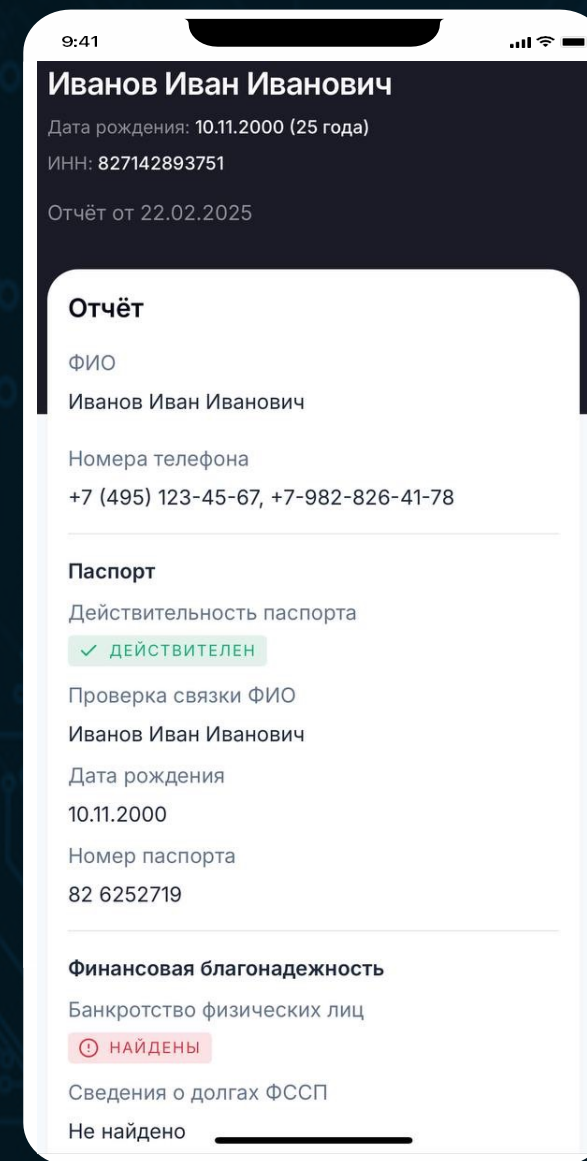 9:41
Иванов Иван Иванович
Дата рождения: 10.11.2000 (25 года)
ИНН: 827142893751
Отчёт от 22.02.2025
Отчёт
ФИО
Иванов Иван Иванович
Номера телефона
+7 (495) 123-45-67, +7-982-826-41-78
Паспорт
Действительность паспорта
ДЕЙСТВИТЕЛЕН
Проверка связки ФИО
Иванов Иван Иванович
Дата рождения
10.11.2000
Номер паспорта
82 6252719
Финансовая благонадежность
Банкротство физических лиц
НАЙДЕНЫ
Сведения о долгах ФССП
Не найдено